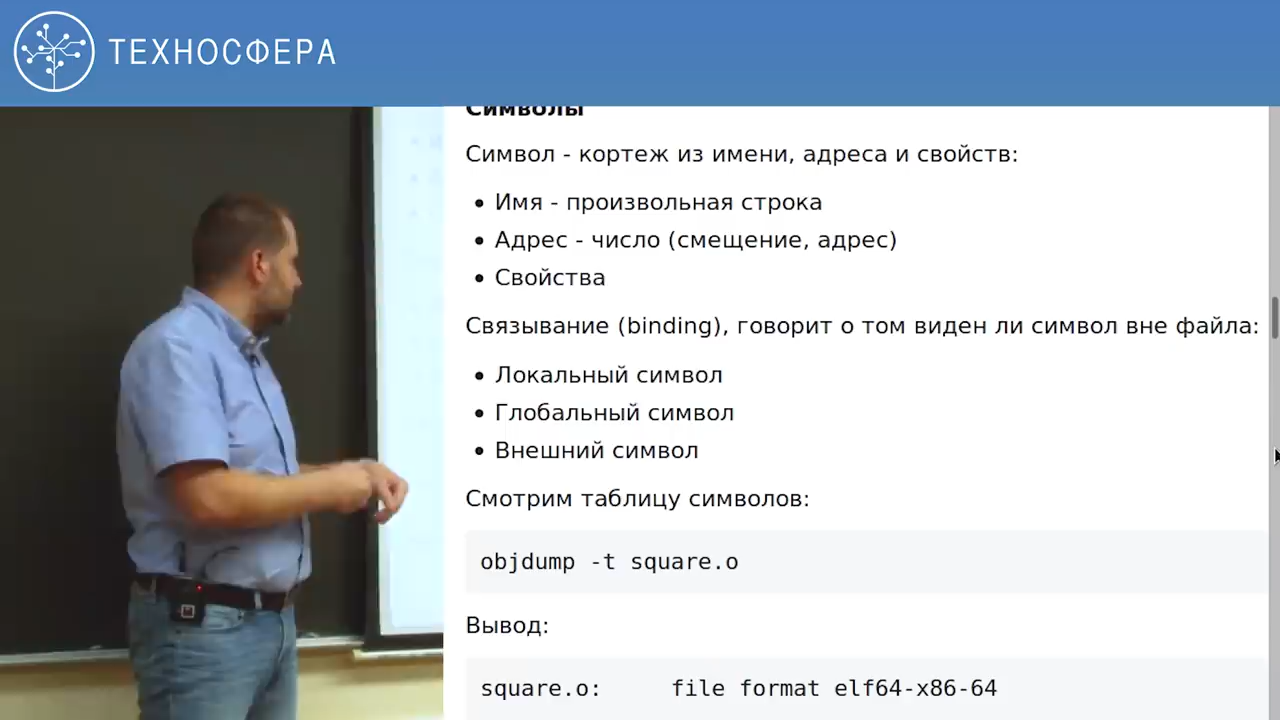 ТЕХНОСФЕРА
Символы
Символ - кортеж из имени, адреса и свойств:
• Имя - произвольная строка
• Адрес - число (смещение, адрес)
• Свойства
Связывание (binding), говорит о том виден ли символ вне файла:
• Локальный символ
• Глобальный символ
• Внешний символ
Смотрим таблицу символов:
objdump -t square.o
Вывод:
square.o:     file format elf64-x86-64